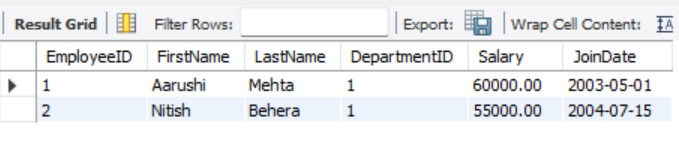 Result Grid Filter Rows: Export: Wrap Cell Content: IA
EmployeeID FirstName LastName DepartmentID Salary JoinDate
1 Aarushi Mehta 1 60000.00 2003-05-01
2 Nitish Behera 1 55000.00 2004-07-15